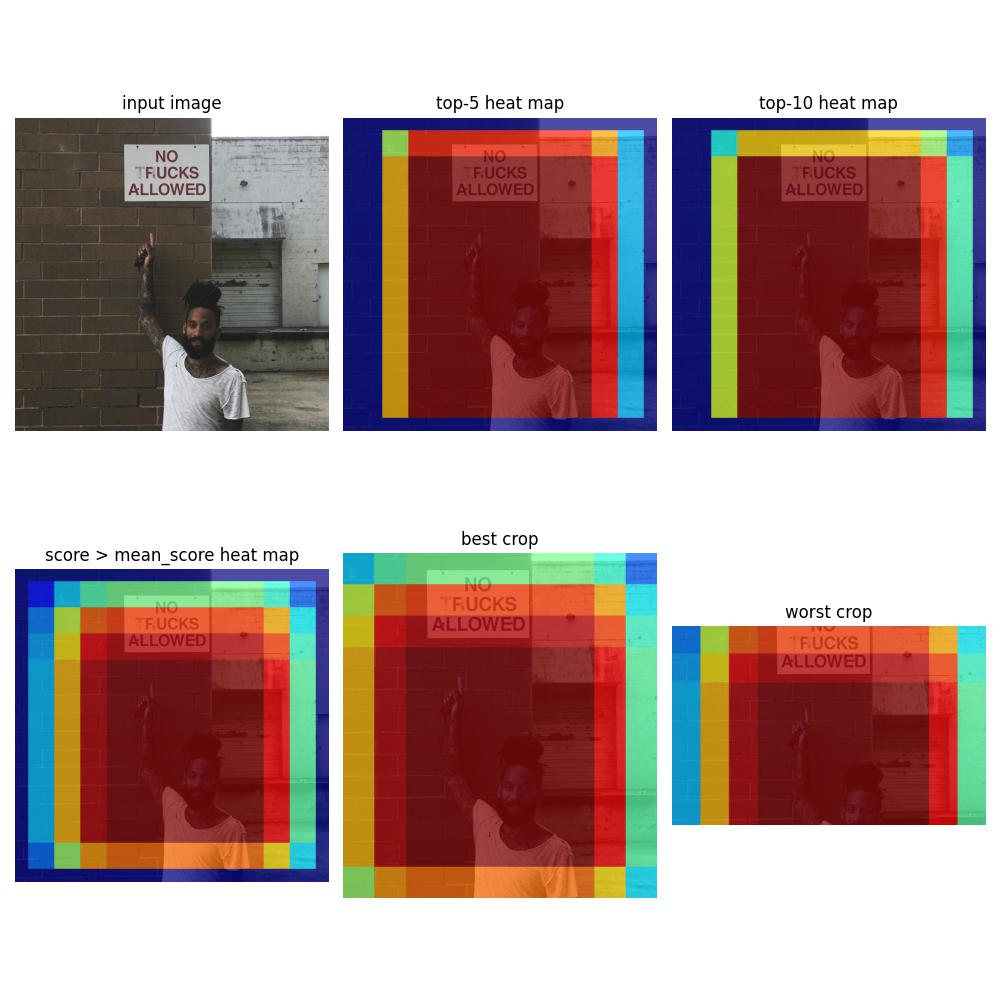 input image
NO
TRUCKS
ALLOWED
top-5 heat map
NO
TRUCKS
ALLOWED
top-10 heat map
NO
TRUCKS
ALLOWED
score > mean_score heat map
NO
TRUCKS
ALLOWED
best crop
NO
TRUCKS
ALLOWED
worst crop
NO
TRUCKS
ALLOWED